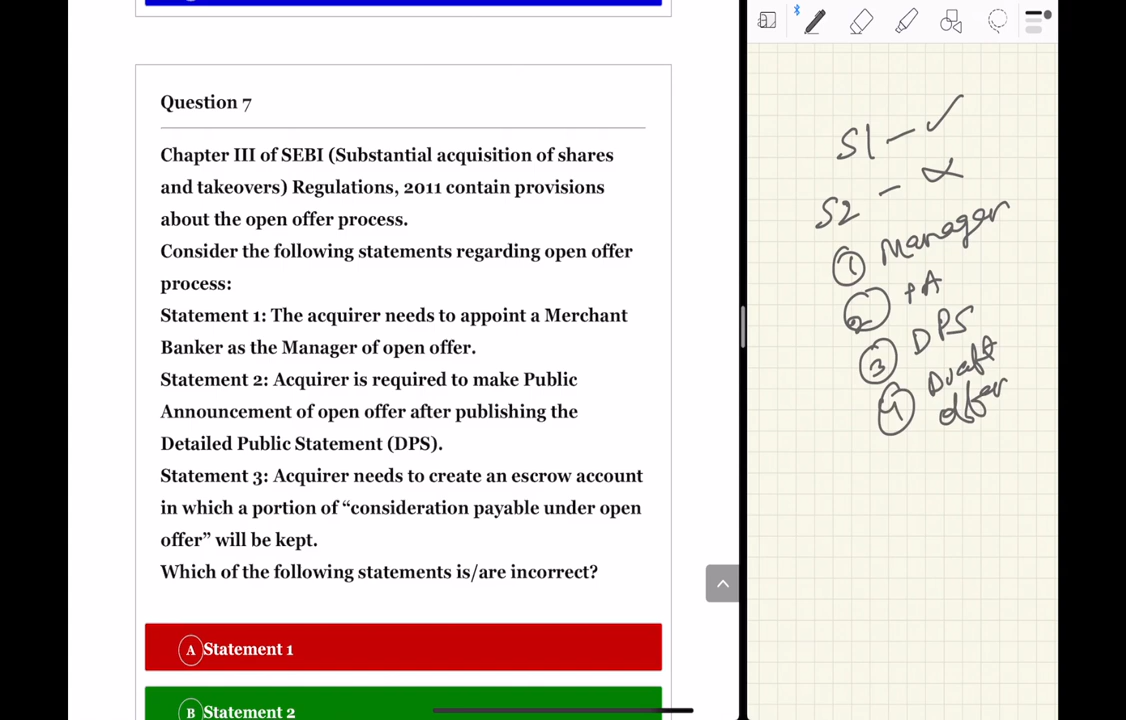 Question 7
Chapter III of SEBI (Substantial acquisition of shares
and takeovers) Regulations, 2011 contain provisions
about the open offer process.
Consider the following statements regarding open offer
process:
Statement 1: The acquirer needs to appoint a Merchant
Banker as the Manager of open offer.
Statement 2: Acquirer is required to make Public
Announcement of open offer after publishing the
Detailed Public Statement (DPS).
Statement 3: Acquirer needs to create an escrow account
in which a portion of “consideration payable under open
offer” will be kept.
Which of the following statements is/are incorrect?
A Statement 1
B Statement 2
S1 - ✓
S2 - x
1 Manager
2 PA
3 DPS
4 Draft
offer